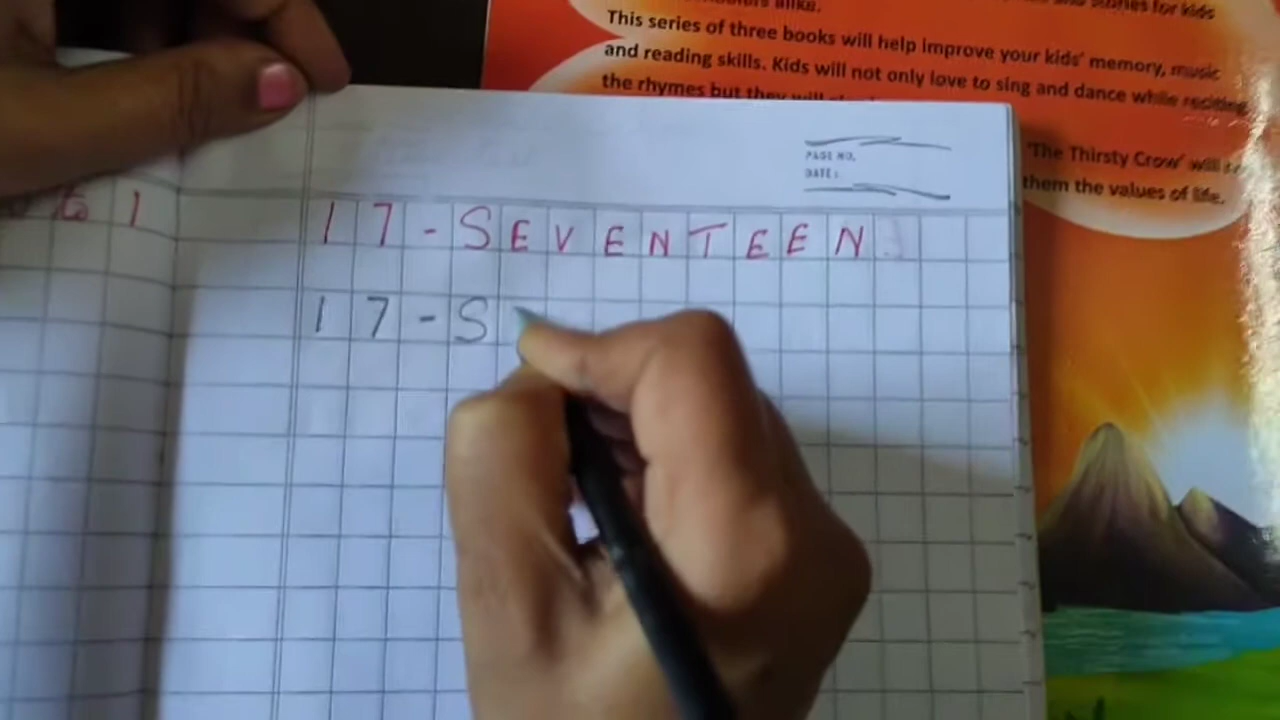 This series of three books will help improve your kids' memory, music
and reading skills. Kids will not only love to sing and dance while reciting
the rhymes but they will
'The Thirsty Crow' will
them the values of life.
PAGE NO.
DATE:
1
17-SEVENTEEN
17-S